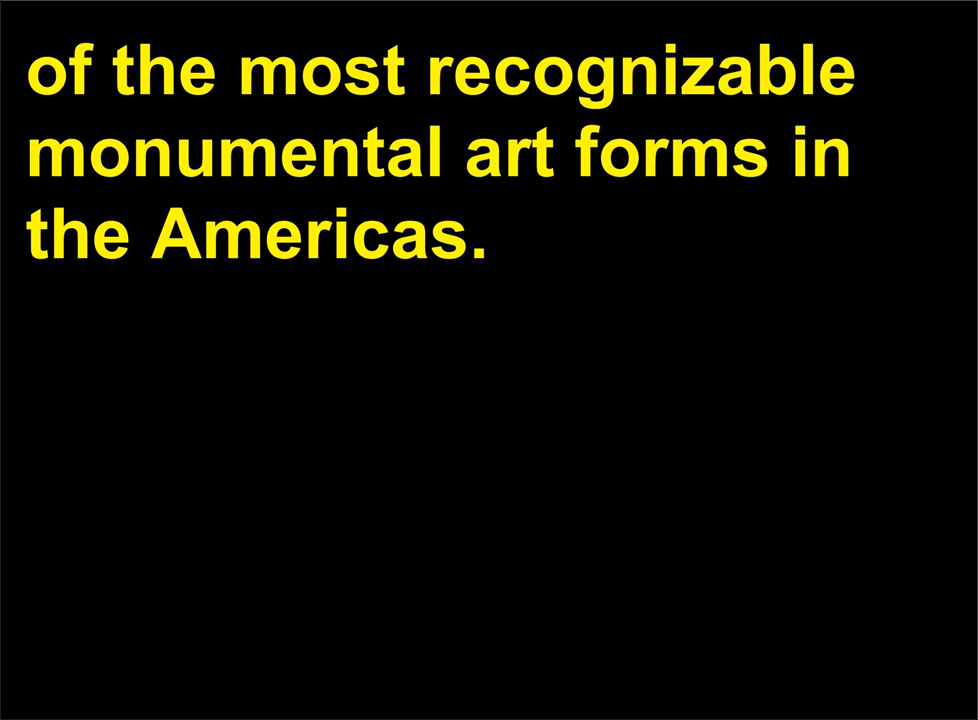 of the most recognizable
monumental art forms in
the Americas.